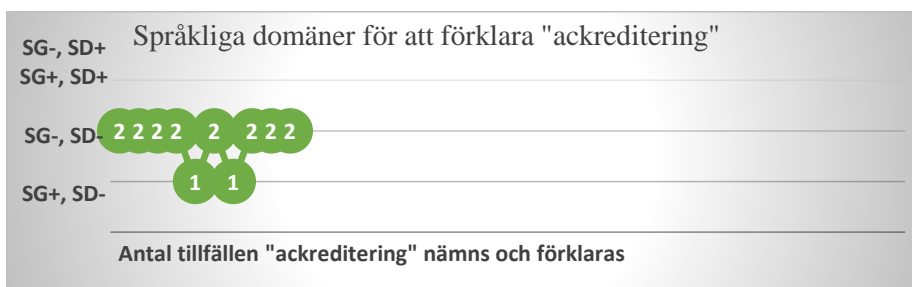 Språkliga domäner för att förklara "ackreditering"
SG-, SD+
SG+, SD+
SG-, SD-
2 2 2 2 2 2 2 2
1 1
SG+, SD-
Antal tillfällen "ackreditering" nämns och förklaras